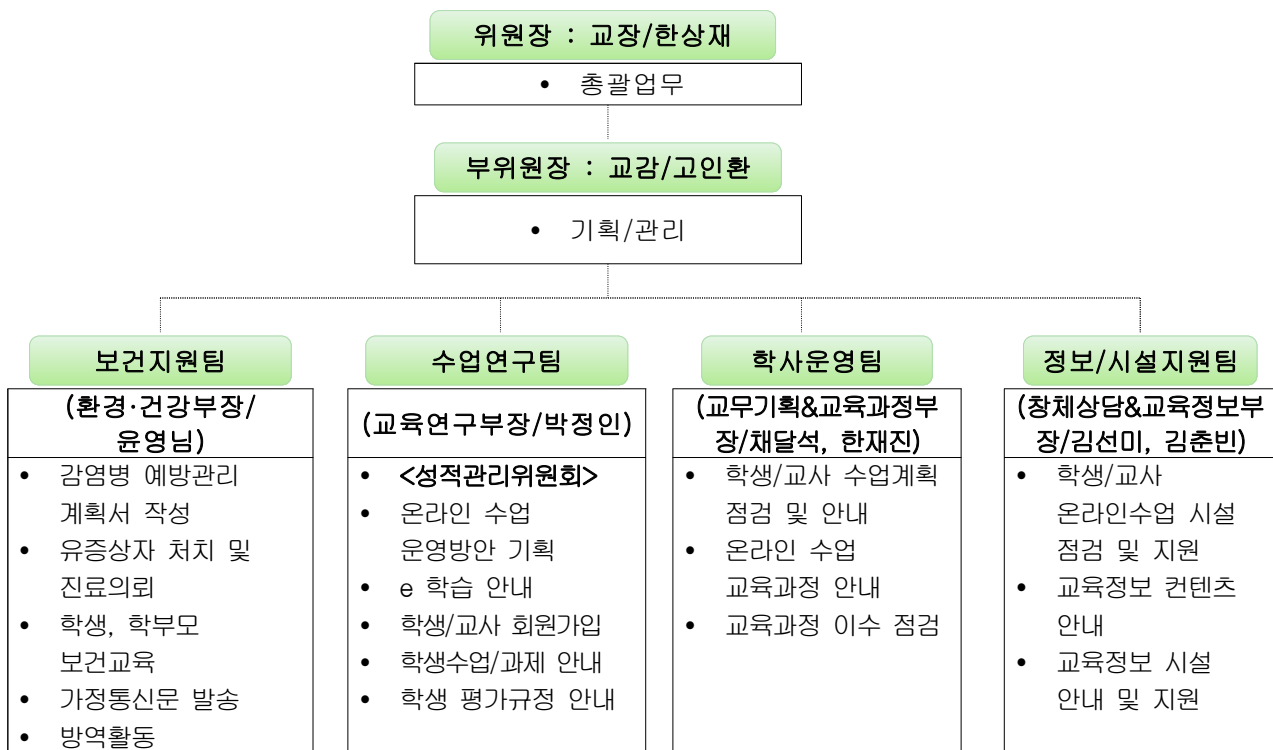 위원장 : 교장/한상재
• 총괄업무
부위원장 : 교감/고인환
• 기획/관리
보건지원팀
(환경·건강부장/
윤영님)
• 감염병 예방관리
계획서 작성
• 유증상자 처치 및
진료의뢰
• 학생, 학부모
보건교육
• 가정통신문 발송
• 방역활동
수업연구팀
(교육연구부장/박정인)
• <성적관리위원회>
• 온라인 수업
운영방안 기획
• e 학습 안내
• 학생/교사 회원가입
• 학생수업/과제 안내
• 학생 평가규정 안내
학사운영팀
(교무기획&교육과정부
장/채달석, 한재진)
• 학생/교사 수업계획
점검 및 안내
• 온라인 수업
교육과정 안내
• 교육과정 이수 점검
정보/시설지원팀
(창체상담&교육정보부
장/김선미, 김춘빈)
• 학생/교사
온라인수업 시설
점검 및 지원
• 교육정보 컨텐츠
안내
• 교육정보 시설
안내 및 지원